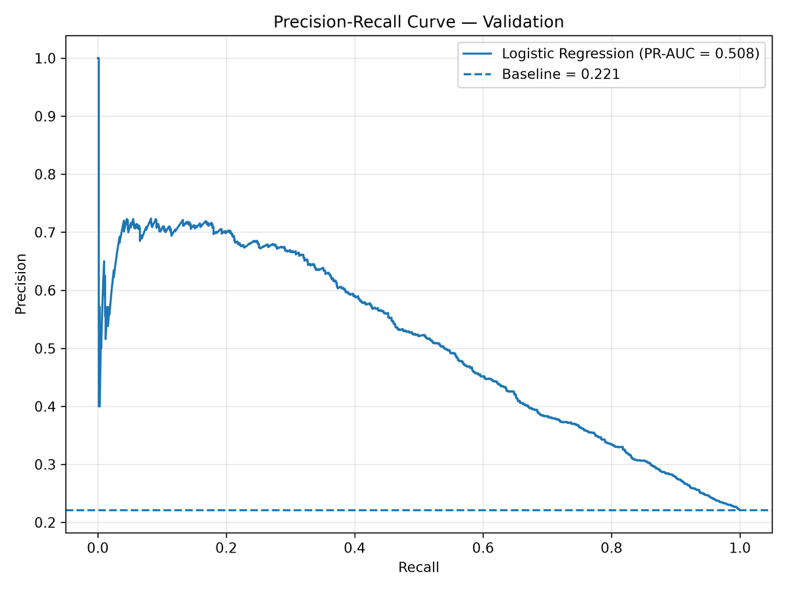 Precision-Recall Curve — Validation
Logistic Regression (PR-AUC = 0.508)
Baseline = 0.221
Precision
1.0
0.9
0.8
0.7
0.6
0.5
0.4
0.3
0.2
0.0 0.2 0.4 0.6 0.8 1.0
Recall